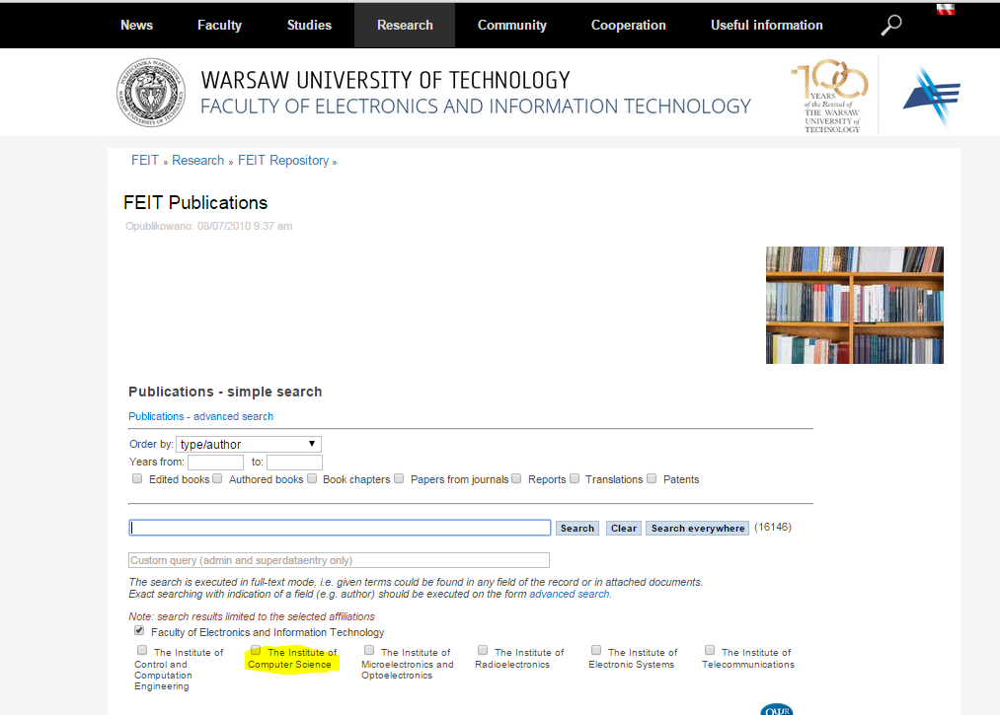 News Faculty Studies Research Community Cooperation Useful information
WARSAW UNIVERSITY OF TECHNOLOGY
FACULTY OF ELECTRONICS AND INFORMATION TECHNOLOGY
100
YEARS
of the Revival of
THE WARSAW
UNIVERSITY of
TECHNOLOGY
FEIT » Research » FEIT Repository »
FEIT Publications
Opublikowano: 08/07/2010 9:37 am
Publications - simple search
Publications - advanced search
Order by: type/author
Years from: to:
Edited books Authored books Book chapters Papers from journals Reports Translations Patents
Search Clear Search everywhere (16146)
Custom query (admin and superdataentry only)
The search is executed in full-text mode, i.e. given terms could be found in any field of the record or in attached documents.
Exact searching with indication of a field (e.g. author) should be executed on the form advanced search.
Note: search results limited to the selected affiliations
Faculty of Electronics and Information Technology
The Institute of
Control and
Computation
Engineering
The Institute of
Computer Science
The Institute of
Microelectronics and
Optoelectronics
The Institute of
Radioelectronics
The Institute of
Electronic Systems
The Institute of
Telecommunications